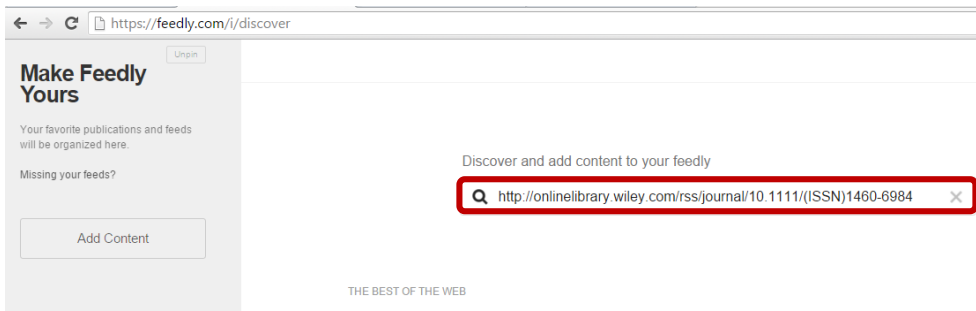 https://feedly.com/i/discover
Unpin
Make Feedly
Yours
Your favorite publications and feeds
will be organized here.
Missing your feeds?
Add Content
Discover and add content to your feedly
http://onlinelibrary.wiley.com/rss/journal/10.1111/(ISSN)1460-6984
THE BEST OF THE WEB